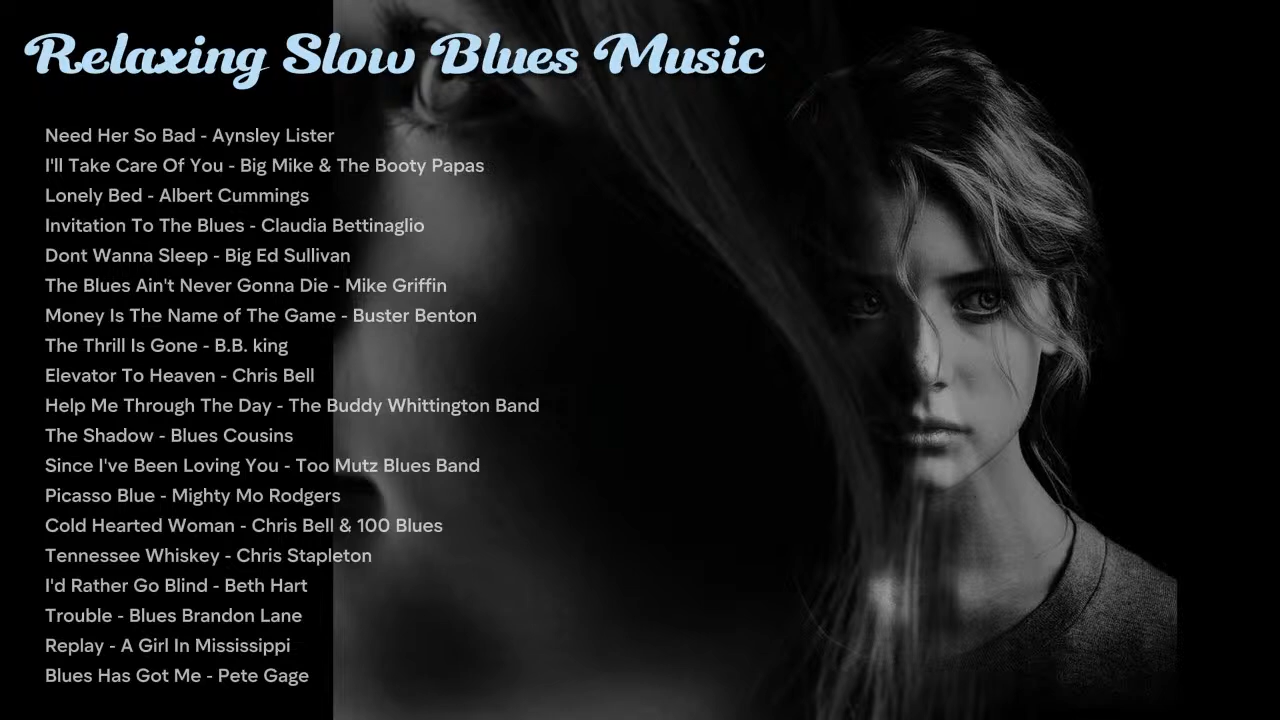 Relaxing Slow Blues Music
Need Her So Bad - Aynsley Lister
I'll Take Care Of You - Big Mike & The Booty Papas
Lonely Bed - Albert Cummings
Invitation To The Blues - Claudia Bettinaglio
Dont Wanna Sleep - Big Ed Sullivan
The Blues Ain't Never Gonna Die - Mike Griffin
Money Is The Name of The Game - Buster Benton
The Thrill Is Gone - B.B. king
Elevator To Heaven - Chris Bell
Help Me Through The Day - The Buddy Whittington Band
The Shadow - Blues Cousins
Since I've Been Loving You - Too Mutz Blues Band
Picasso Blue - Mighty Mo Rodgers
Cold Hearted Woman - Chris Bell & 100 Blues
Tennessee Whiskey - Chris Stapleton
I'd Rather Go Blind - Beth Hart
Trouble - Blues Brandon Lane
Replay - A Girl In Mississippi
Blues Has Got Me - Pete Gage